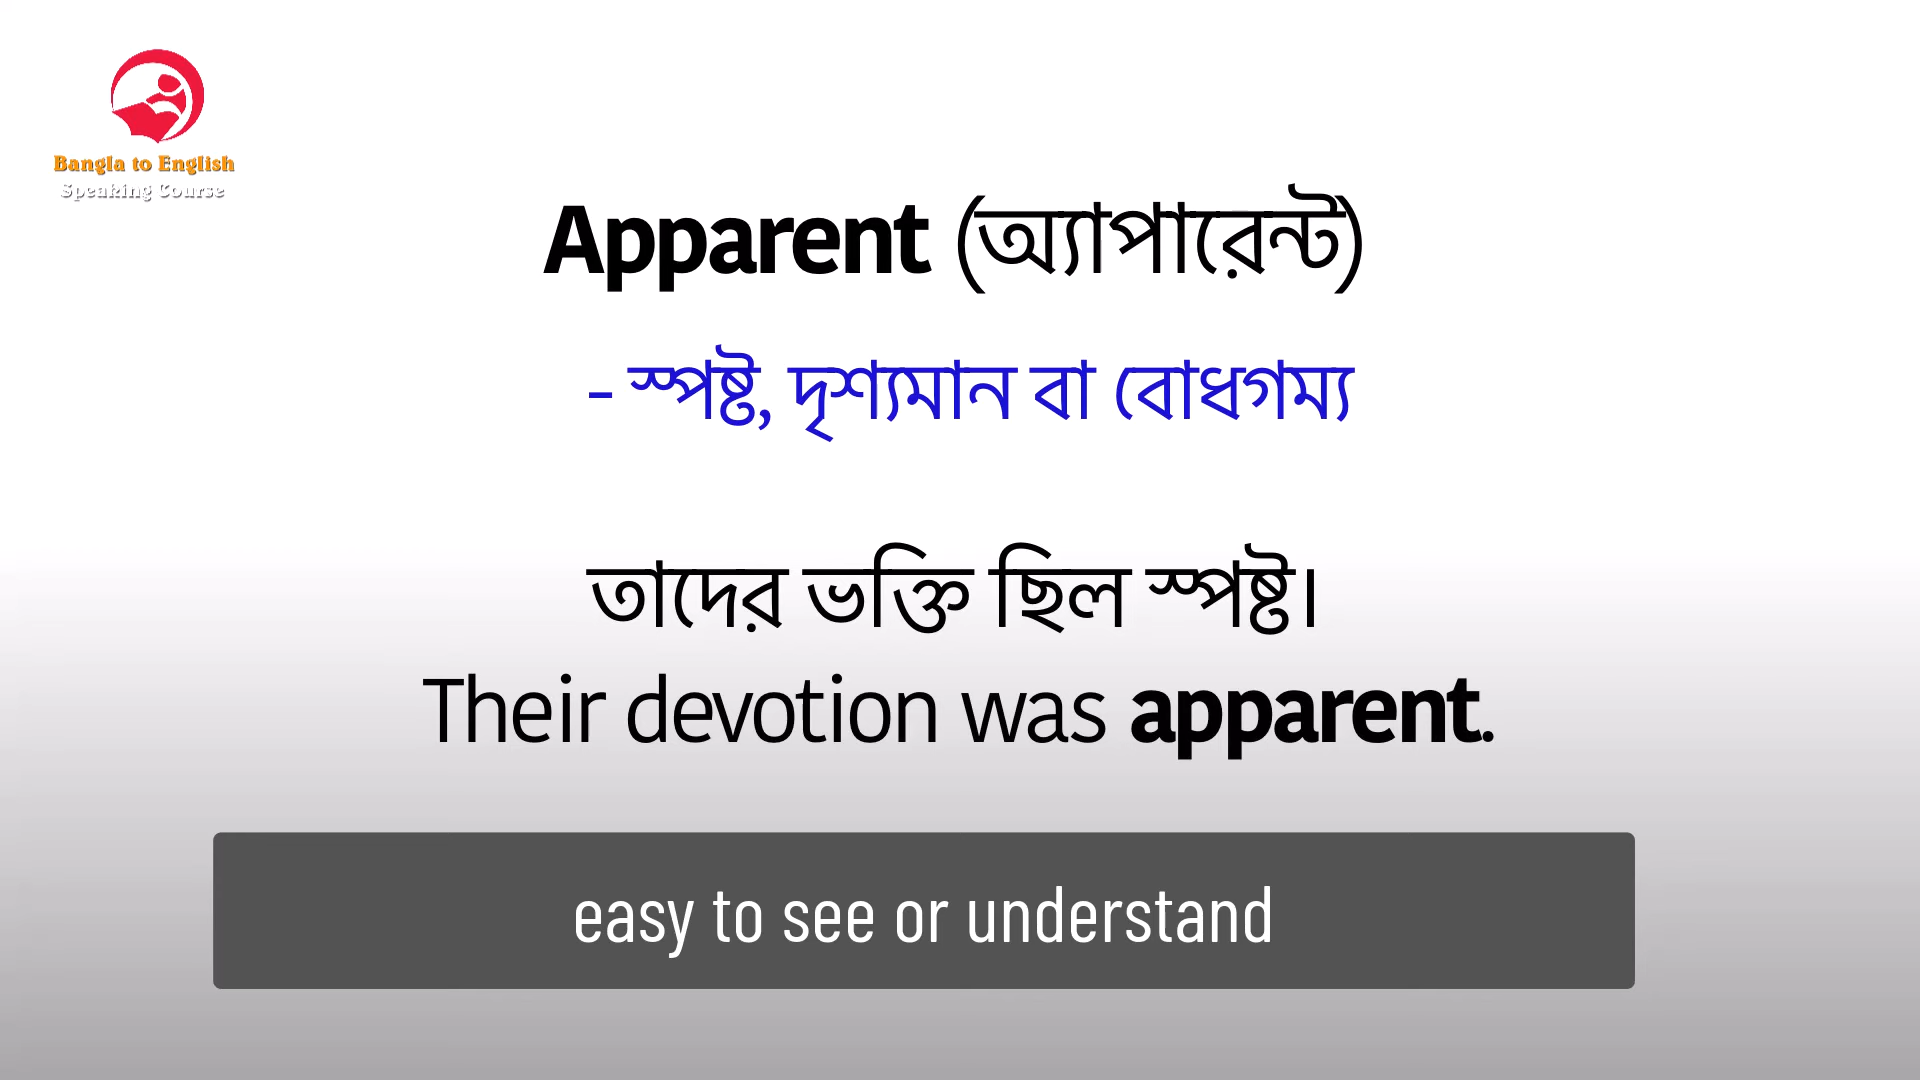 Bangla to English
Speaking Course
Apparent (অ্যাপারেন্ট)
- স্পষ্ট, দৃশ্যমান বা বোধগম্য
তাদের ভক্তি ছিল স্পষ্ট।
Their devotion was apparent.
easy to see or understand